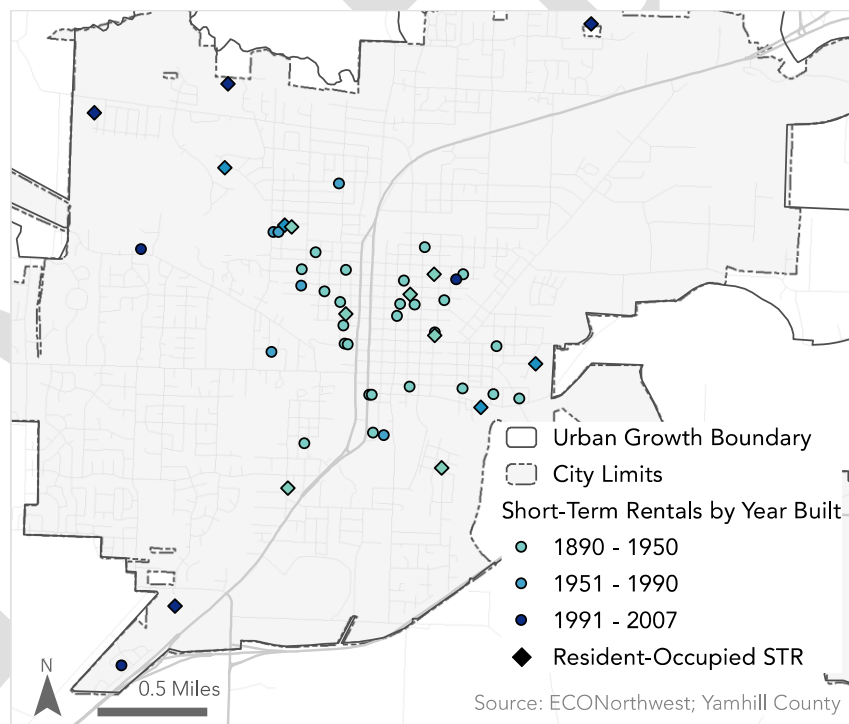 Urban Growth Boundary
City Limits
Short-Term Rentals by Year Built
1890 - 1950
1951 - 1990
1991 - 2007
Resident-Occupied STR
N
0.5 Miles
Source: ECONorthwest; Yamhill County